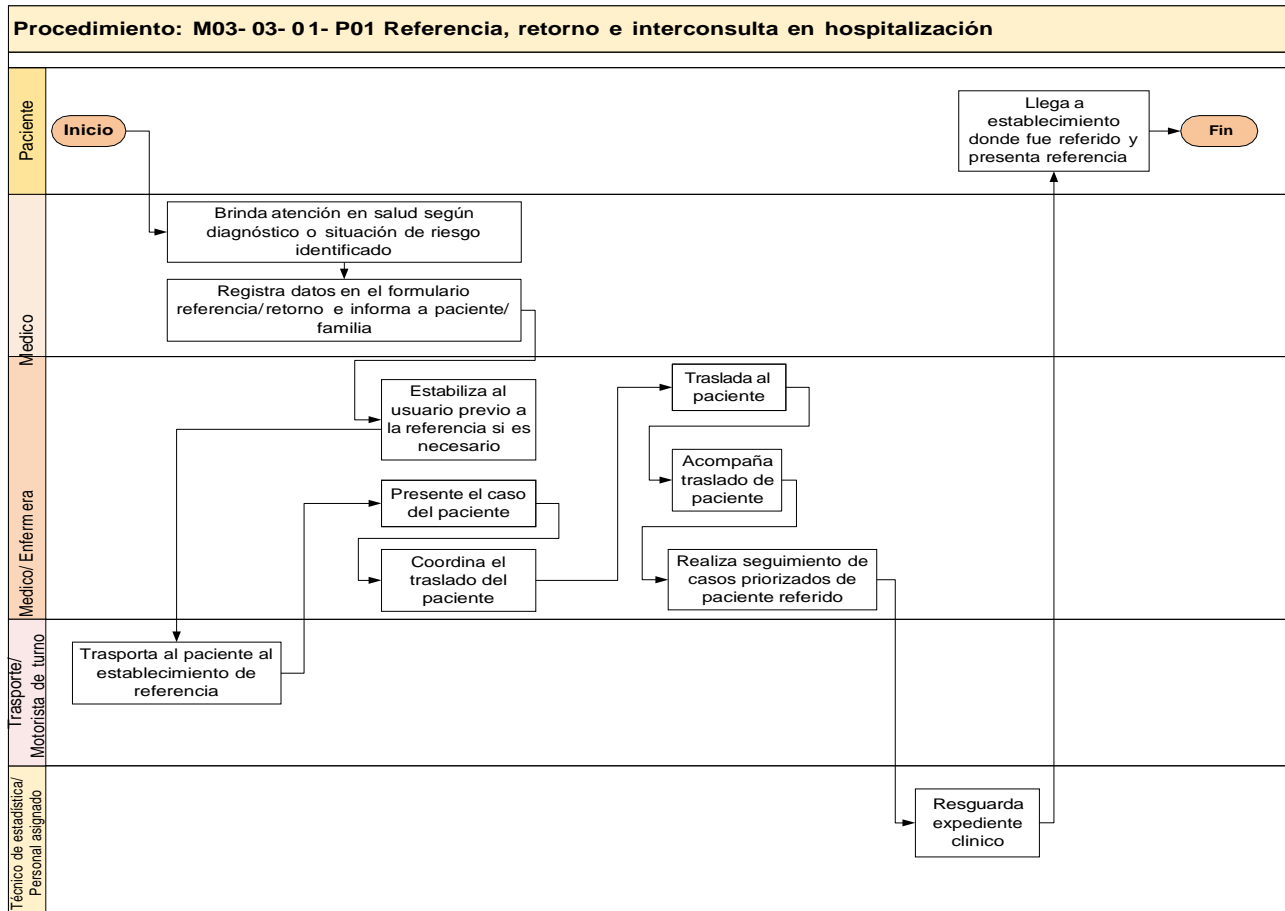 Procedimiento: M03- 03- 01- P01 Referencia, retorno e interconsulta en hospitalización
Paciente
Inicio
Llega a
establecimiento
donde fue referido y
presenta referencia
Fin
Medico
Brinda atención en salud según
diagnóstico o situación de riesgo
identificado
Registra datos en el formulario
referencia/retorno e informa a paciente/
familia
Medico/ Enfermera
Estabiliza al
usuario previo a
la referencia si es
necesario
Presente el caso
del paciente
Coordina el
traslado del
paciente
Traslada al
paciente
Acompaña
traslado de
paciente
Realiza seguimiento de
casos priorizados de
paciente referido
Trasporte/
Motorista de turno
Trasporta al paciente al
establecimiento de
referencia
Técnico de estadística/
Personal asignado
Resguarda
expediente
clinico